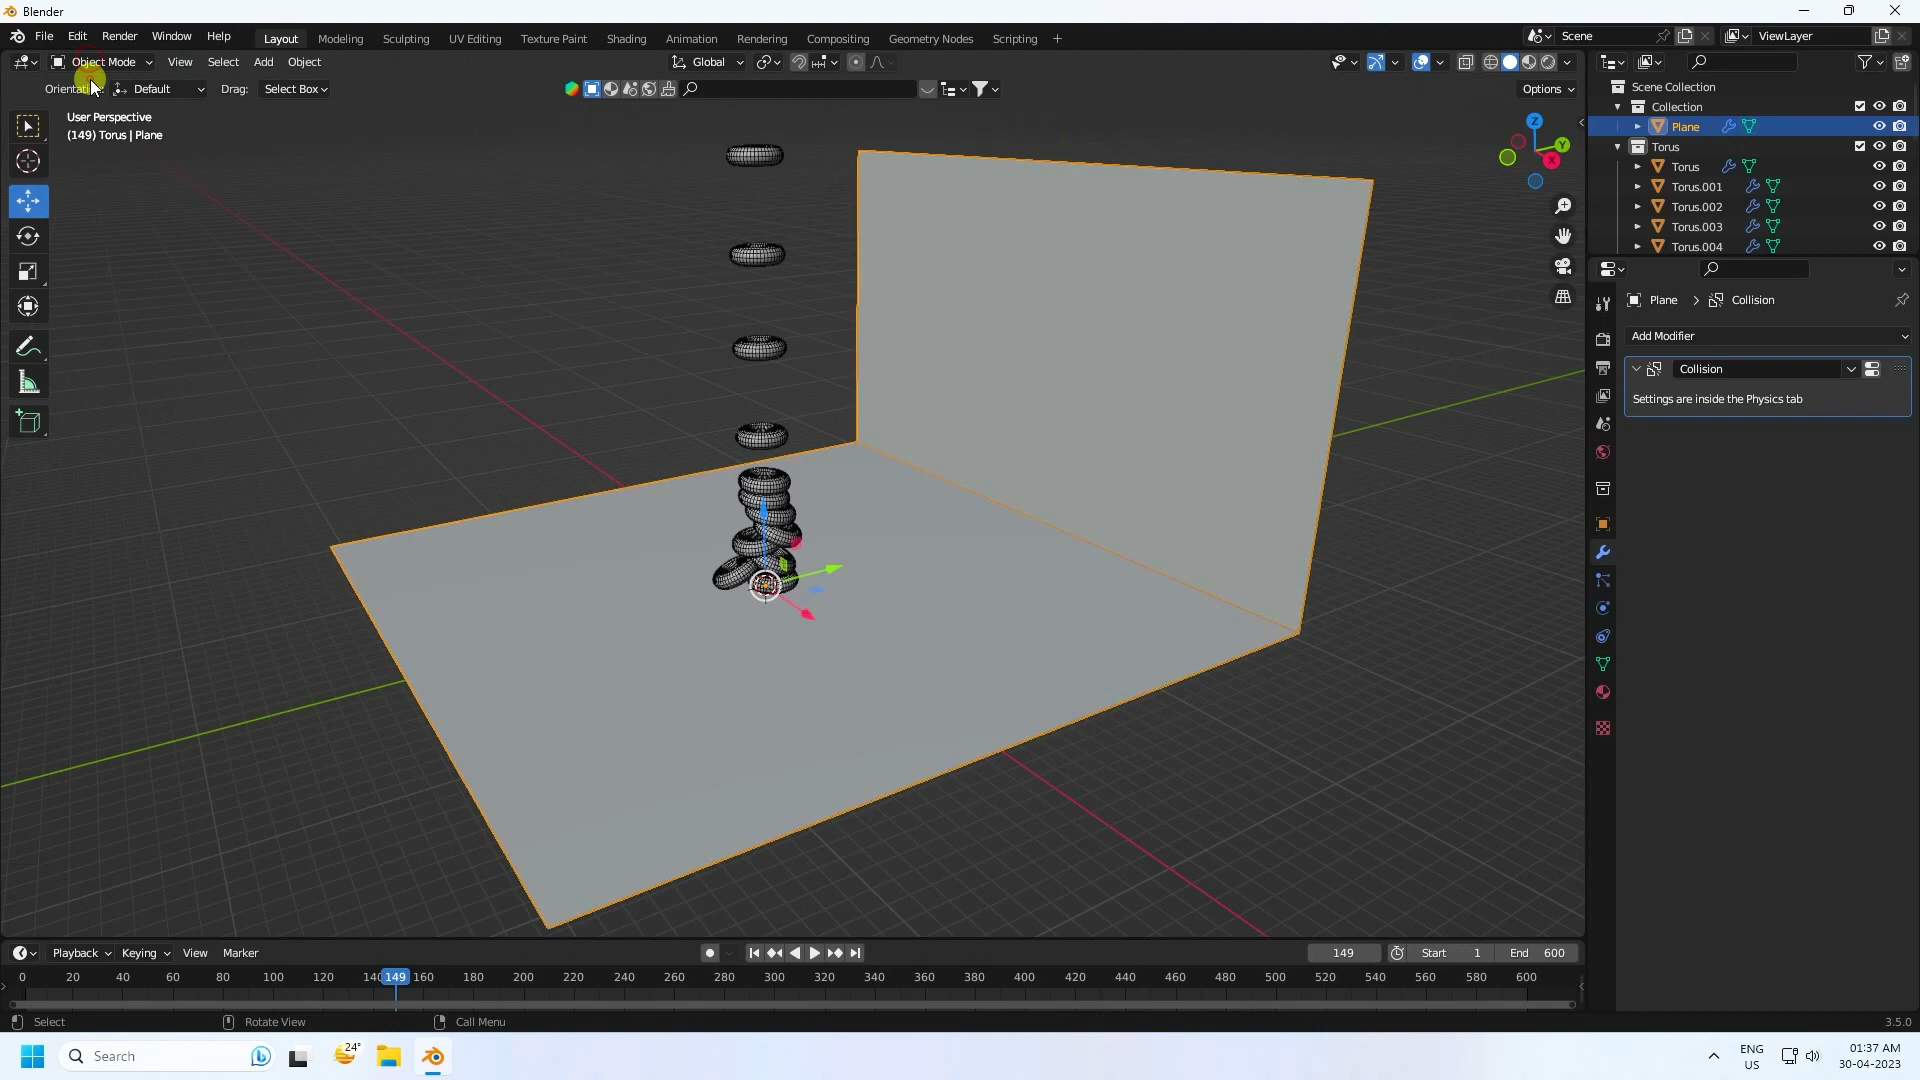 Blender
File Edit Render Window Help Layout Modeling Sculpting UV Editing Texture Paint Shading Animation Rendering Compositing Geometry Nodes Scripting + Scene ViewLayer
Object Mode View Select Add Object Global
Default Drag: Select Box Options
User Perspective
(149) Torus | Plane
Z
Y
X
Scene Collection
Collection
Plane
Torus
Torus
Torus.001
Torus.002
Torus.003
Torus.004
Plane > Collision
Add Modifier
Collision
Settings are inside the Physics tab
Playback Keying View Marker 149 Start 1 End 600
0 20 40 60 80 100 120 140 149 160 180 200 220 240 260 280 300 320 340 360 380 400 420 440 460 480 500 520 540 560 580 600
Select Rotate View Call Menu 3.5.0
Search 24° ENG US 01:37 AM 30-04-2023